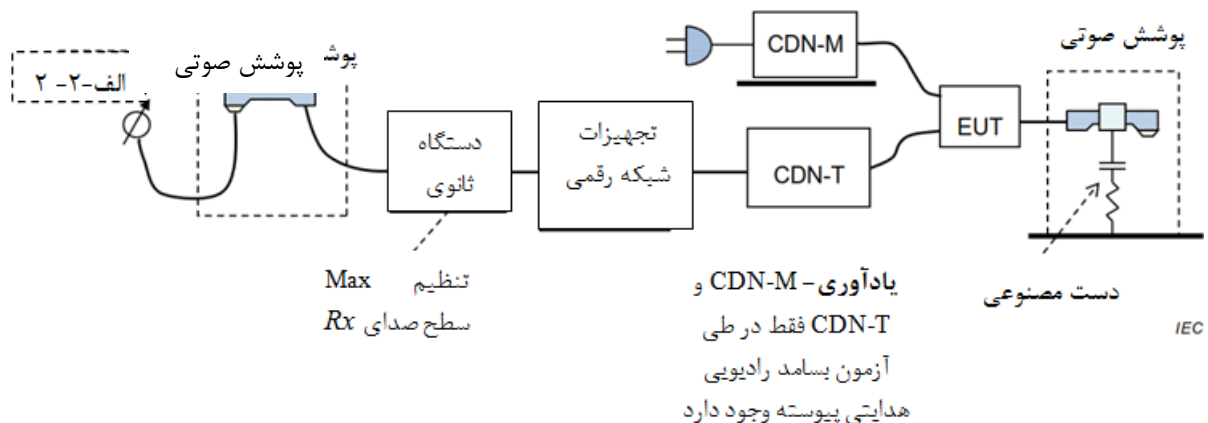 پوشش صوتی
الف-۲- ۲
CDN-M
پوشش صوتی
دستگاه
ثانوی
تجهیزات
شبکه رقمی
CDN-T
EUT
تنظیم Max
سطح صدای Rx
یادآوری– CDN-M و
CDN-T فقط در طی
آزمون بسامد رادیویی
هدایتی پیوسته وجود دارد
دست مصنوعی
IEC